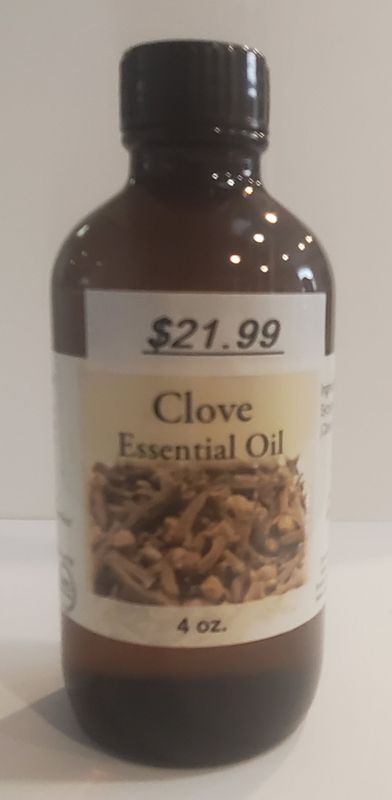 $21.99
Clove
Essential Oil
4 oz.